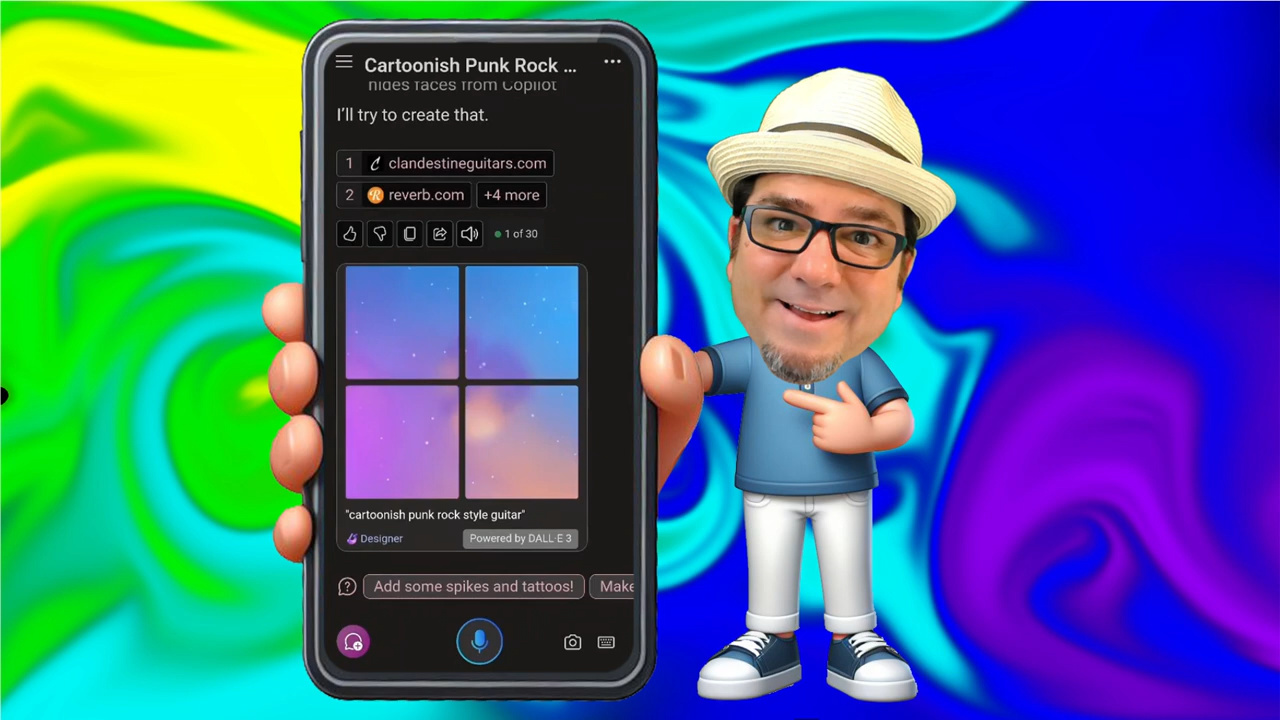 Cartoonish Punk Rock ...
hides faces from Copilot
I'll try to create that.
1 clandestineguitars.com
2 reverb.com +4 more
1 of 30
"cartoonish punk rock style guitar"
Designer Powered by DALL·E 3
Add some spikes and tattoos! Make